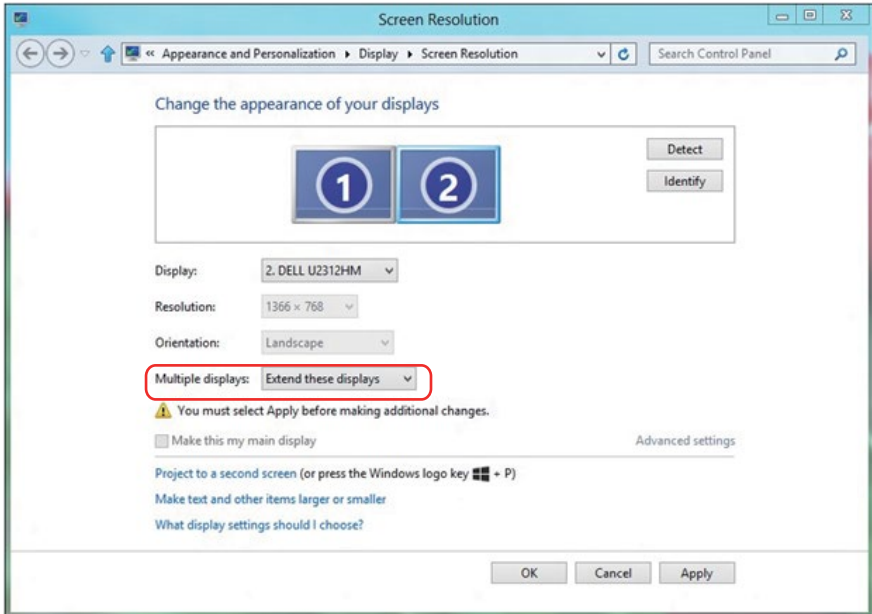 Screen Resolution
« Appearance and Personalization ▸ Display ▸ Screen Resolution
Search Control Panel
Change the appearance of your displays
1 2
Detect
Identify
Display: 2. DELL U2312HM
Resolution: 1366 × 768
Orientation: Landscape
Multiple displays: Extend these displays
You must select Apply before making additional changes.
Make this my main display
Advanced settings
Project to a second screen (or press the Windows logo key + P)
Make text and other items larger or smaller
What display settings should I choose?
OK Cancel Apply